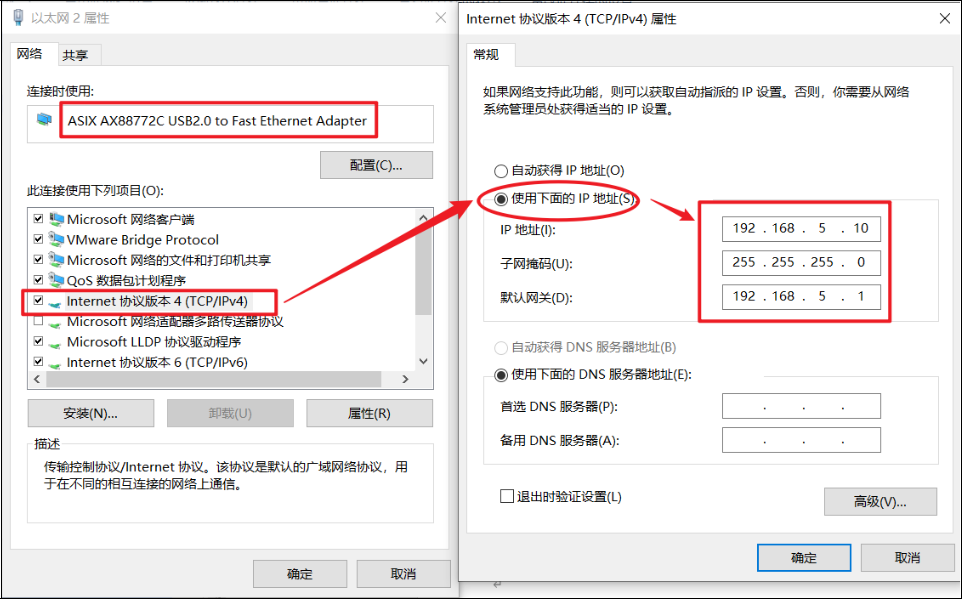 以太网 2 属性
网络
共享
连接时使用:
ASIX AX88772C USB2.0 to Fast Ethernet Adapter
配置(C)...
此连接使用下列项目(O):
Microsoft 网络客户端
VMware Bridge Protocol
Microsoft 网络的文件和打印机共享
QoS 数据包计划程序
Internet 协议版本 4 (TCP/IPv4)
Microsoft 网络适配器多路传送器协议
Microsoft LLDP 协议驱动程序
Internet 协议版本 6 (TCP/IPv6)
安装(N)...
卸载(U)
属性(R)
描述
传输控制协议/Internet 协议。该协议是默认的广域网络协议，用
于在不同的相互连接的网络上通信。
确定
取消
Internet 协议版本 4 (TCP/IPv4) 属性
常规
如果网络支持此功能，则可以获取自动指派的 IP 设置。否则，你需要从网络
系统管理员处获得适当的 IP 设置。
自动获得 IP 地址(O)
使用下面的 IP 地址(S):
IP 地址(I):
192 . 168 . 5 . 10
子网掩码(U):
255 . 255 . 255 . 0
默认网关(D):
192 . 168 . 5 . 1
自动获得 DNS 服务器地址(B)
使用下面的 DNS 服务器地址(E):
首选 DNS 服务器(P):
. . .
备用 DNS 服务器(A):
. . .
退出时验证设置(L)
高级(V)...
确定
取消